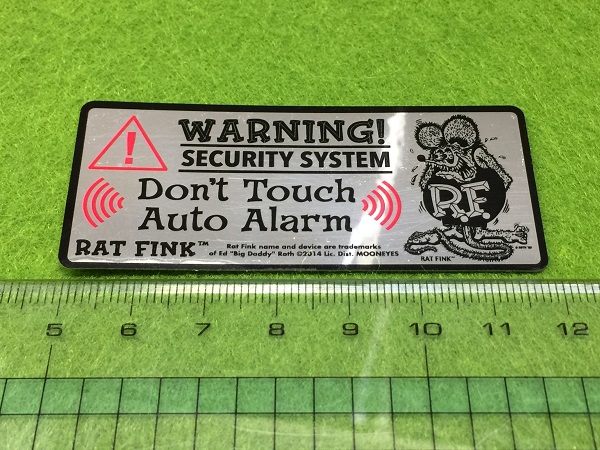 WARNING!
SECURITY SYSTEM
Don't Touch
Auto Alarm
RAT FINK™
Rat Fink name and device are trademarks
of Ed "Big Daddy" Roth ©2014 Lic. Dist. MOONEYES
R.F.
RAT FINK™
5 6 7 8 9 10 11 12